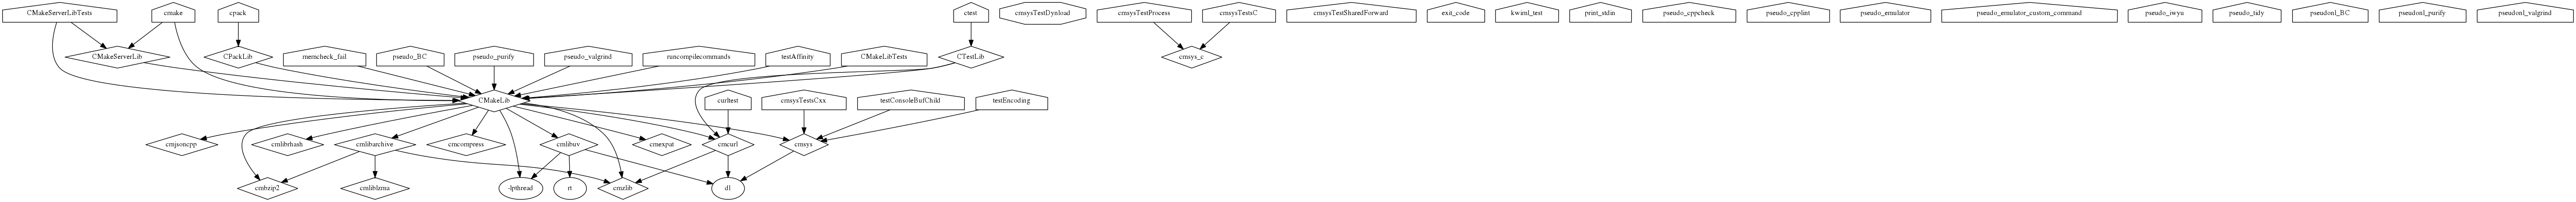 CMakeServerLibTests
cmake
cpack
ctest
cmsysTestDynload
cmsysTestProcess
cmsysTestsC
cmsysTestSharedForward
exit_code
kwiml_test
print_stdin
pseudo_cppcheck
pseudo_cpplint
pseudo_emulator
pseudo_emulator_custom_command
pseudo_iwyu
pseudo_tidy
pseudonl_BC
pseudonl_purify
pseudonl_valgrind
CMakeServerLib
CPackLib
memcheck_fail
pseudo_BC
pseudo_purify
pseudo_valgrind
runcompilecommands
testAffinity
CMakeLibTests
CTestLib
cmsys_c
CMakeLib
curltest
cmsysTestsCxx
testConsoleBufChild
testEncoding
cmjsoncpp
cmlibrhash
cmlibarchive
cmcompress
cmlibuv
cmexpat
cmcurl
cmsys
cmbzip2
cmliblzma
-lpthread
rt
cmzlib
dl